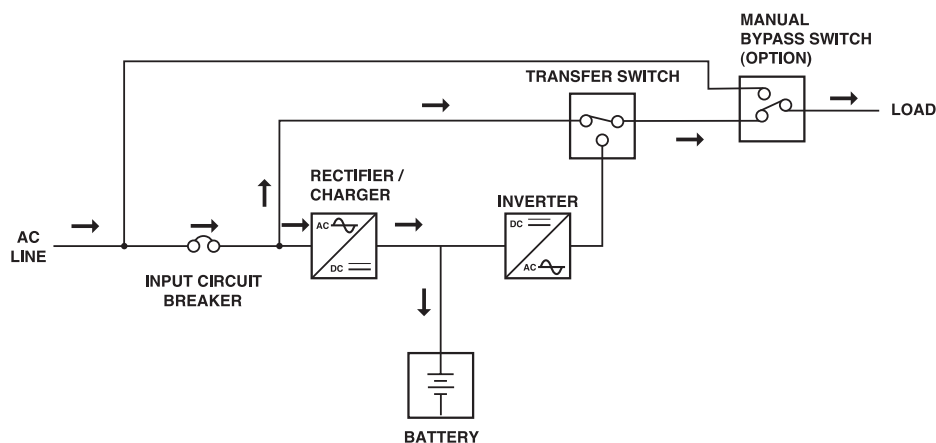 MANUAL
BYPASS SWITCH
(OPTION)
TRANSFER SWITCH
LOAD
RECTIFIER /
CHARGER
INVERTER
AC
LINE
AC
DC
DC
AC
INPUT CIRCUIT
BREAKER
BATTERY